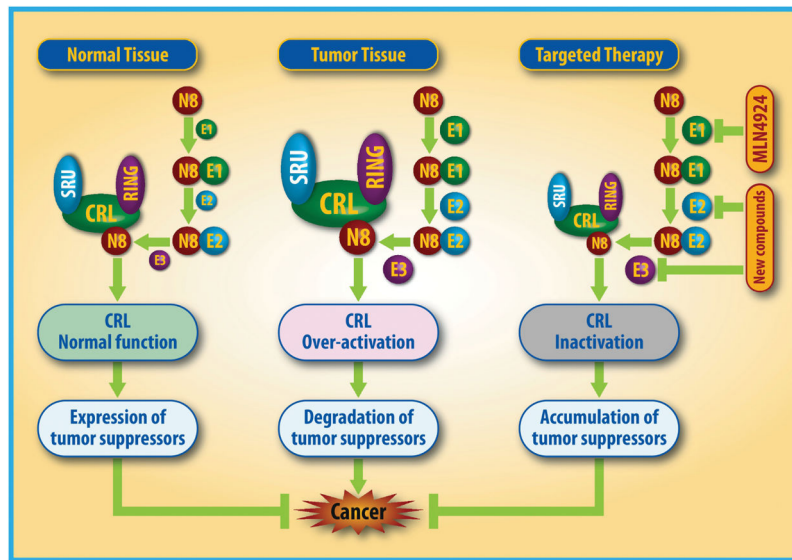 Normal Tissue
N8
E1
N8 E1
E2
N8 E2
E3
SRU
RING
CRL
N8
CRL
Normal function
Expression of
tumor suppressors
Tumor Tissue
N8
E1
N8 E1
E2
N8 E2
E3
SRU
RING
CRL
N8
CRL
Over-activation
Degradation of
tumor suppressors
Targeted Therapy
N8
E1
MLN4924
N8 E1
E2
New compounds
N8 E2
E3
SRU
RING
CRL
N8
CRL
Inactivation
Accumulation of
tumor suppressors
Cancer